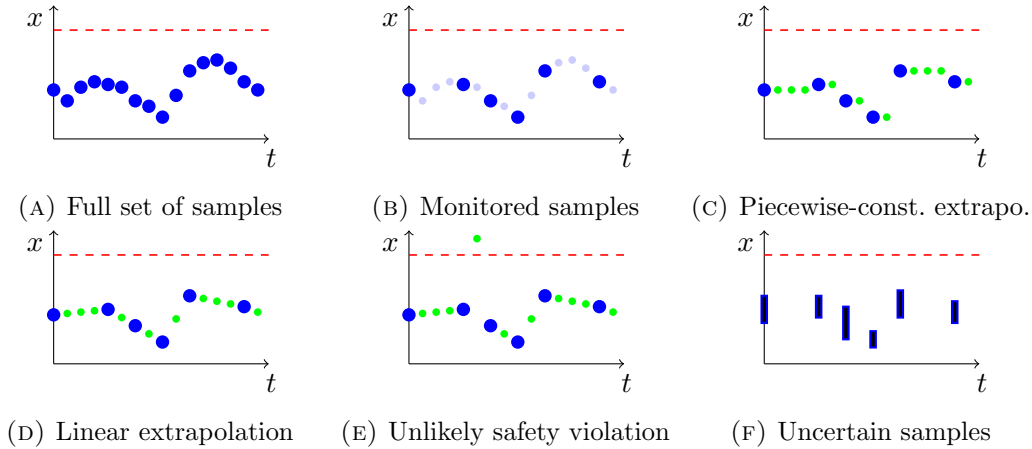 x x x
t t t
(A) Full set of samples (B) Monitored samples (C) Piecewise-const. extrapo.
x x x
t t t
(D) Linear extrapolation (E) Unlikely safety violation (F) Uncertain samples